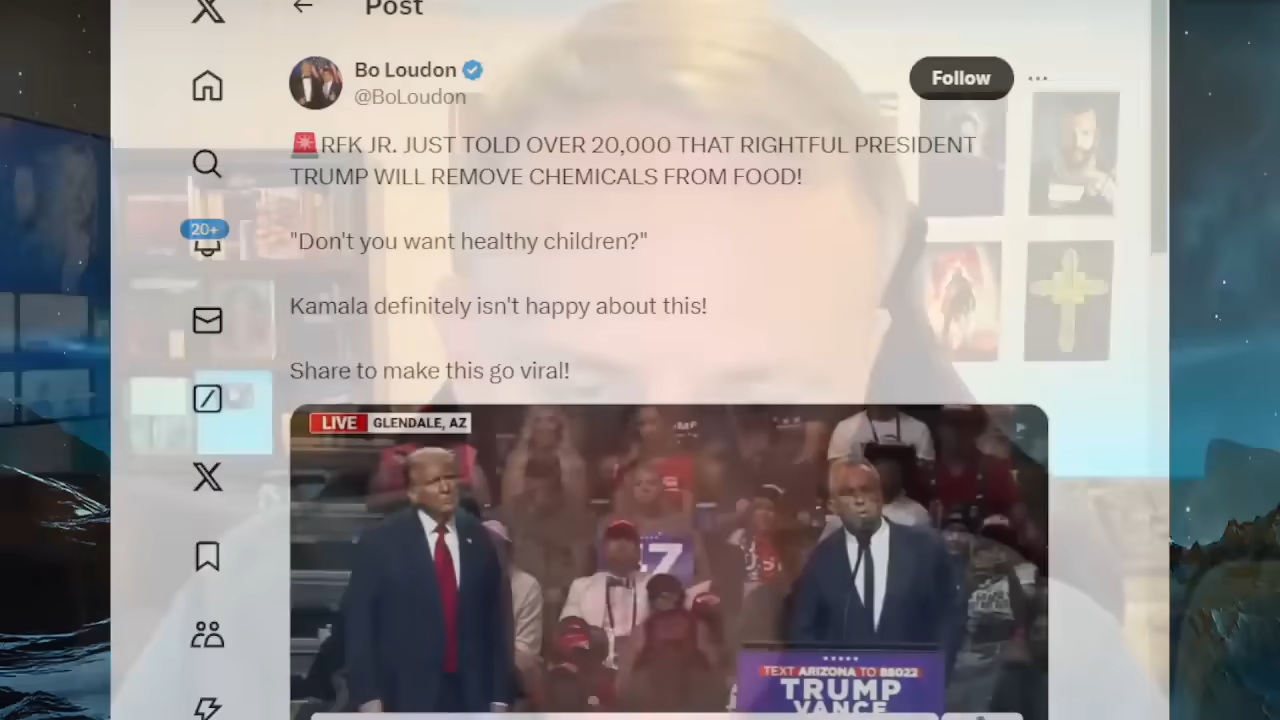 Post
Bo Loudon
Follow
@BoLoudon
🚨RFK JR. JUST TOLD OVER 20,000 THAT RIGHTFUL PRESIDENT
TRUMP WILL REMOVE CHEMICALS FROM FOOD!
20+
"Don't you want healthy children?"
Kamala definitely isn't happy about this!
Share to make this go viral!
LIVE GLENDALE, AZ
47
TEXT ARIZONA TO 88022
TRUMP
VANCE